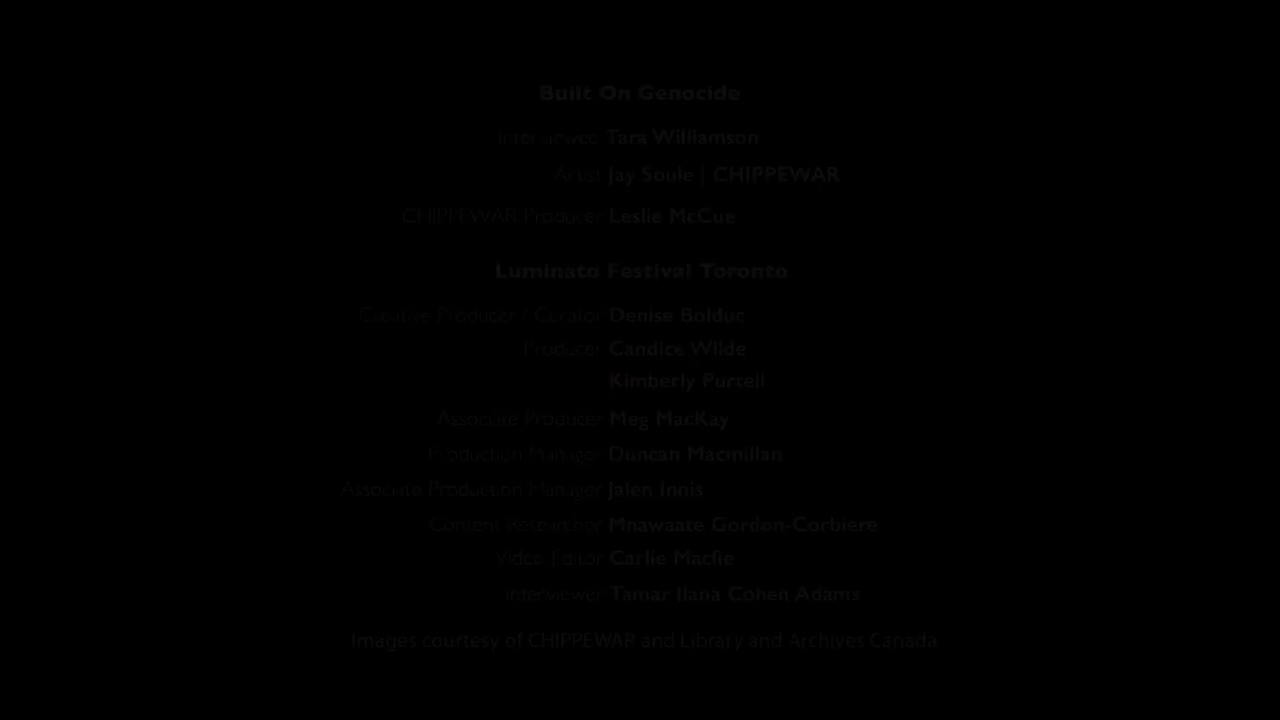 Built On Genocide
Interviewee Tara Williamson
Artist Jay Soule | CHIPPEWAR
CHIPPEWAR Producer Leslie McCue
Luminato Festival Toronto
Creative Producer / Curator Denise Bolduc
Producer Candice Wilde
Kimberly Purtell
Associate Producer Meg MacKay
Production Manager Duncan Macmillan
Associate Production Manager Jalen Innis
Content Researcher Mnawaate Gordon-Corbiere
Video Editor Carlie Macfie
Interviewer Tamar Ilana Cohen Adams
Images courtesy of CHIPPEWAR and Library and Archives Canada